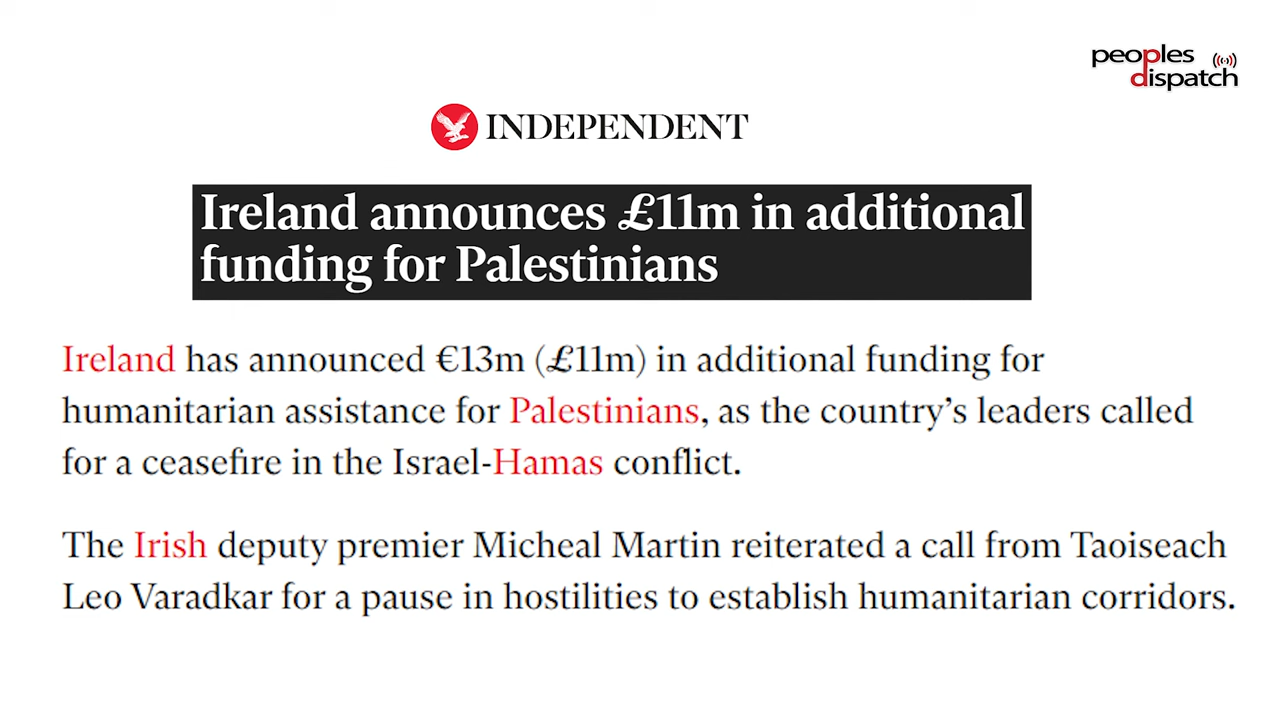 peoples
dispatch
INDEPENDENT
Ireland announces £11m in additional
funding for Palestinians
Ireland has announced €13m (£11m) in additional funding for
humanitarian assistance for Palestinians, as the country’s leaders called
for a ceasefire in the Israel-Hamas conflict.
The Irish deputy premier Micheal Martin reiterated a call from Taoiseach
Leo Varadkar for a pause in hostilities to establish humanitarian corridors.